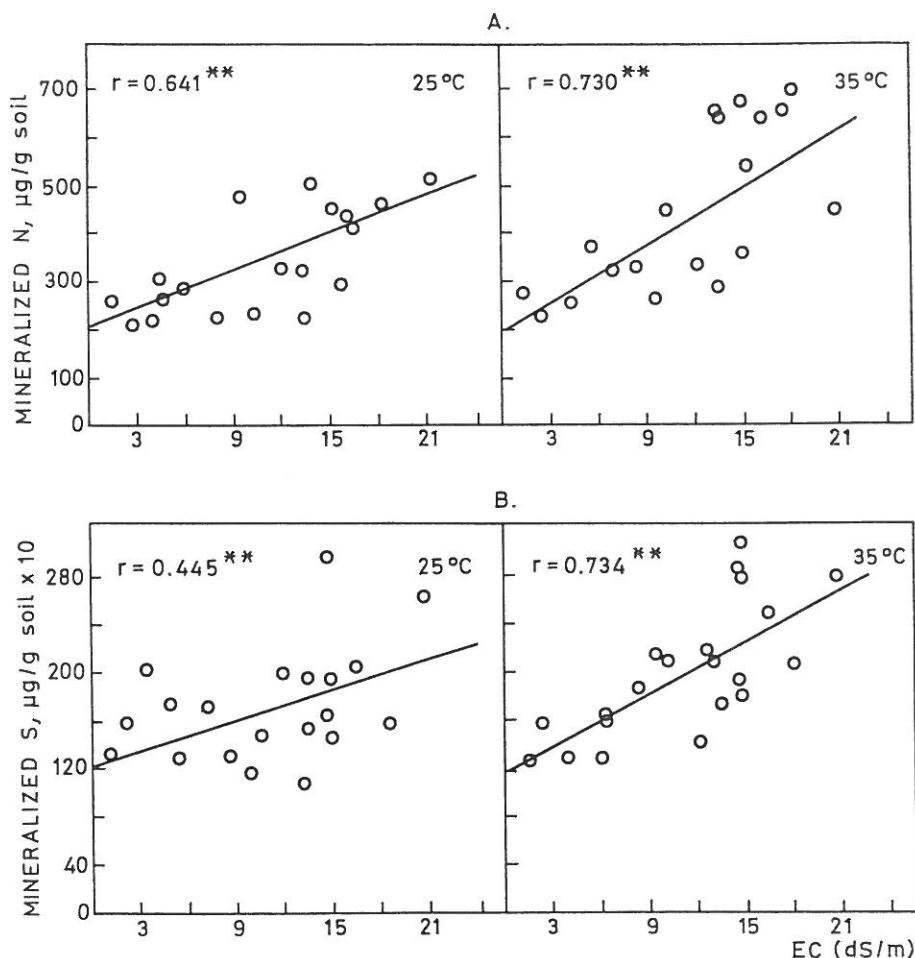 A.
r = 0.641** 25°C
r = 0.730** 35°C
MINERALIZED N, µg/g soil
700
500
300
100
0
3 9 15 21
3 9 15 21
B.
r = 0.445** 25°C
r = 0.734** 35°C
MINERALIZED S, µg/g soil x 10
280
200
120
40
0
3 9 15 21
3 9 15 21
EC (dS/m)